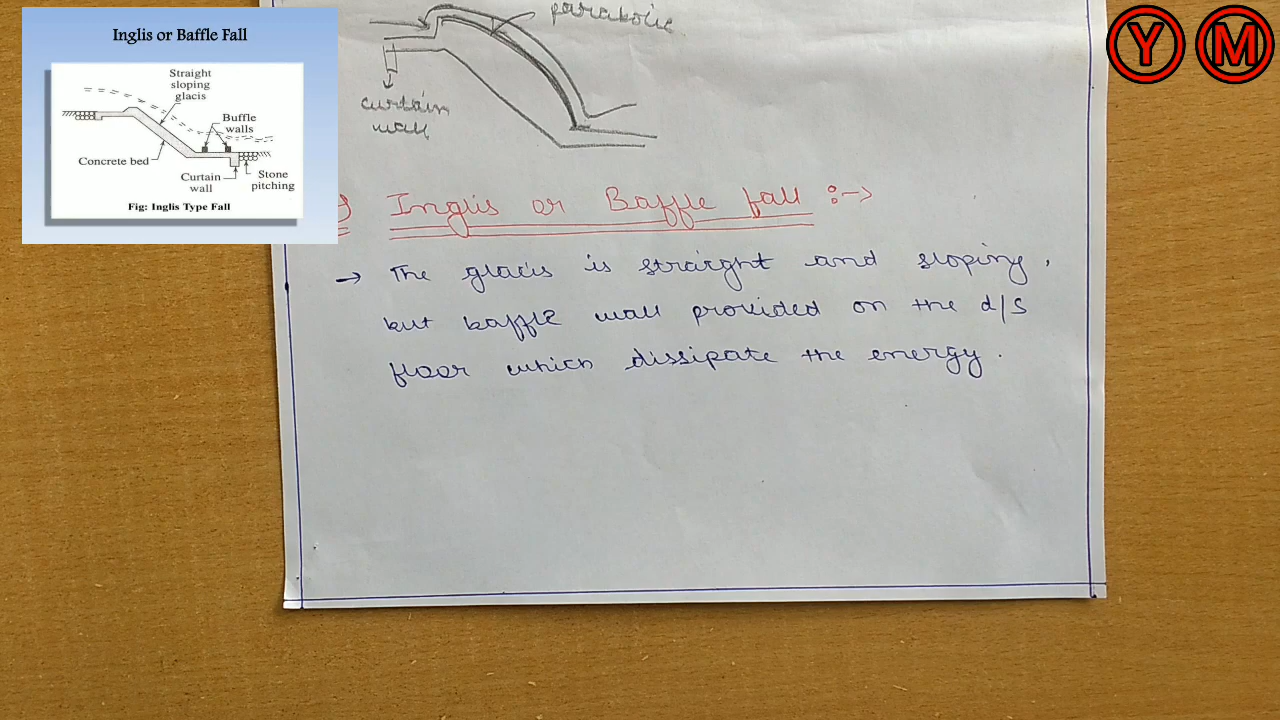 Inglis or Baffle Fall
Straight
sloping
glacis
Buffle
walls
Concrete bed
Curtain
wall
Stone
pitching
Fig: Inglis Type Fall
parabolic
curtain
wall
Inglis or Baffle fall :->
→ The glacis is straight and sloping,
but baffle wall provided on the d/s
floor which dissipate the energy.
Y M